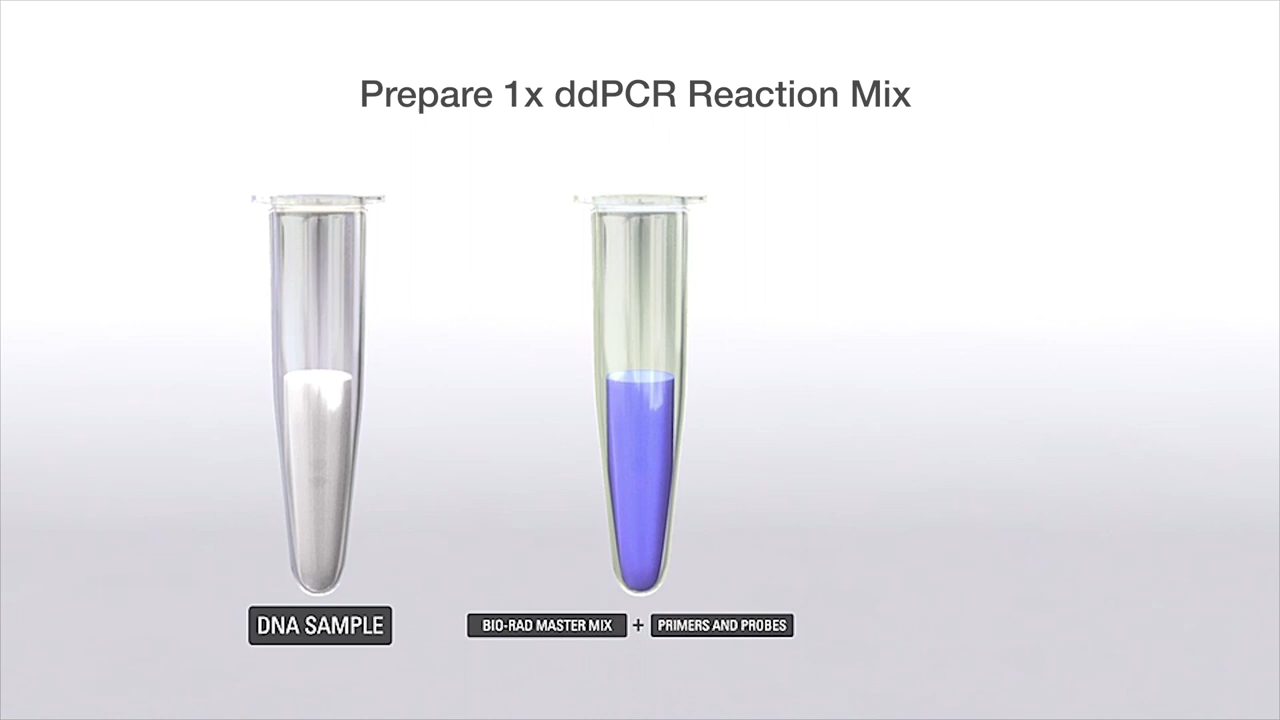 Prepare 1x ddPCR Reaction Mix
DNA SAMPLE
BIO-RAD MASTER MIX + PRIMERS AND PROBES